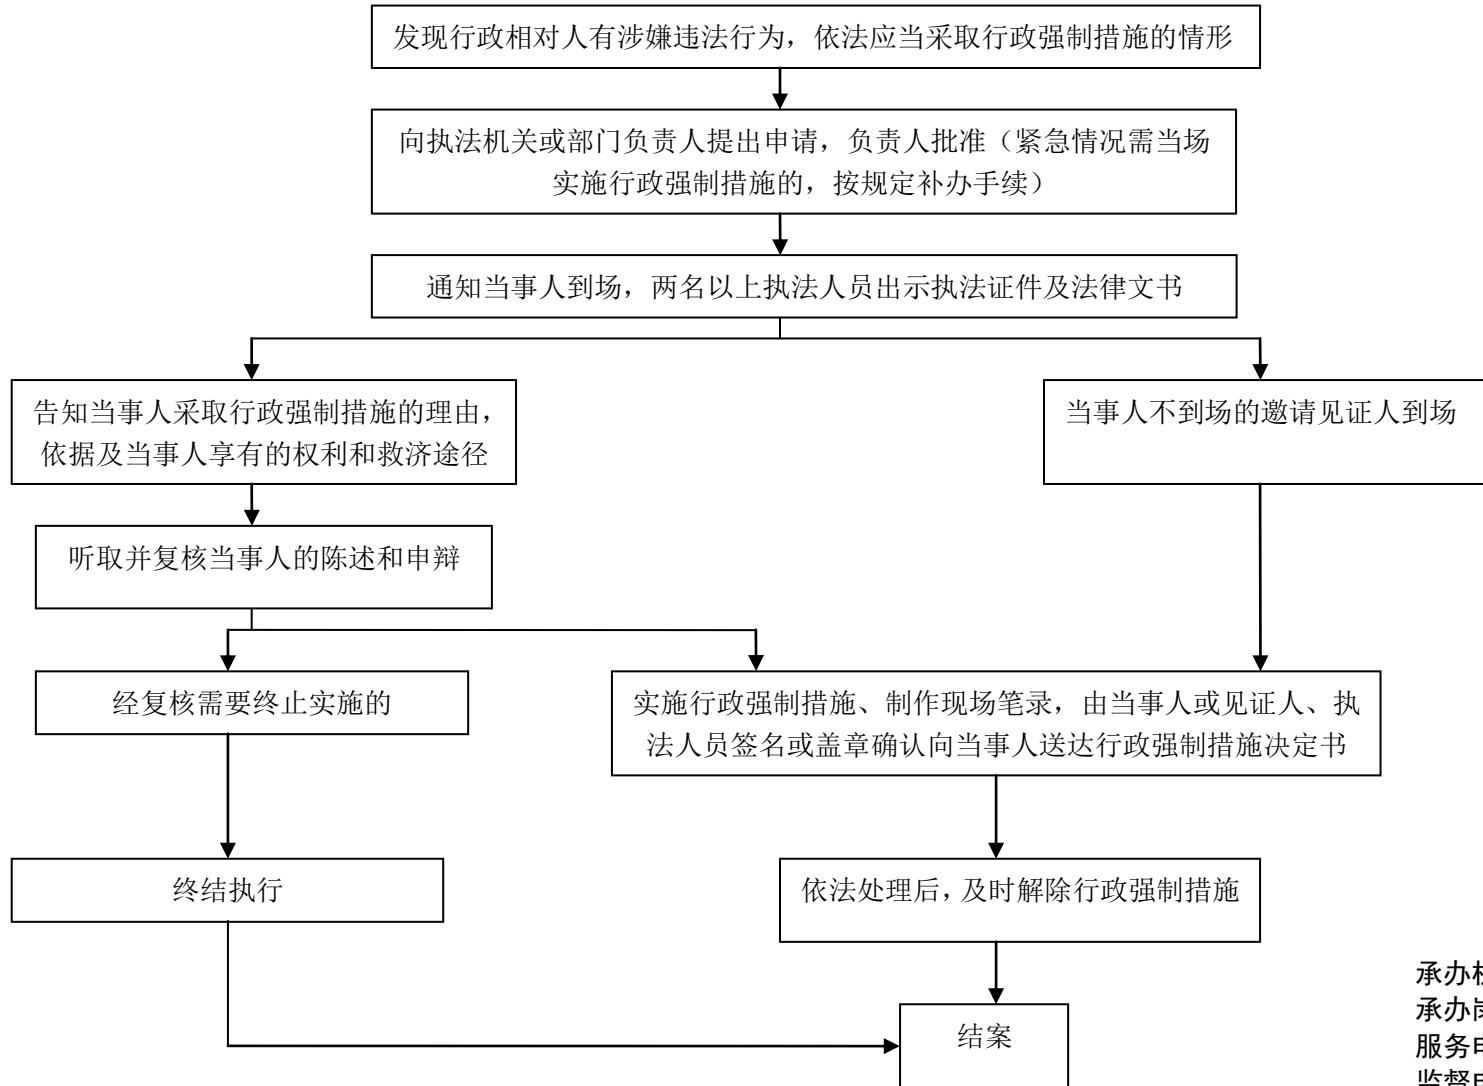 发现行政相对人有涉嫌违法行为，依法应当采取行政强制措施的情形
向执法机关或部门负责人提出申请，负责人批准（紧急情况需当场
实施行政强制措施的，按规定补办手续）
通知当事人到场，两名以上执法人员出示执法证件及法律文书
告知当事人采取行政强制措施的理由，
依据及当事人享有的权利和救济途径
当事人不到场的邀请见证人到场
听取并复核当事人的陈述和申辩
经复核需要终止实施的
实施行政强制措施、制作现场笔录，由当事人或见证人、执
法人员签名或盖章确认向当事人送达行政强制措施决定书
终结执行
依法处理后，及时解除行政强制措施
结案
承办
承办
服务
监督